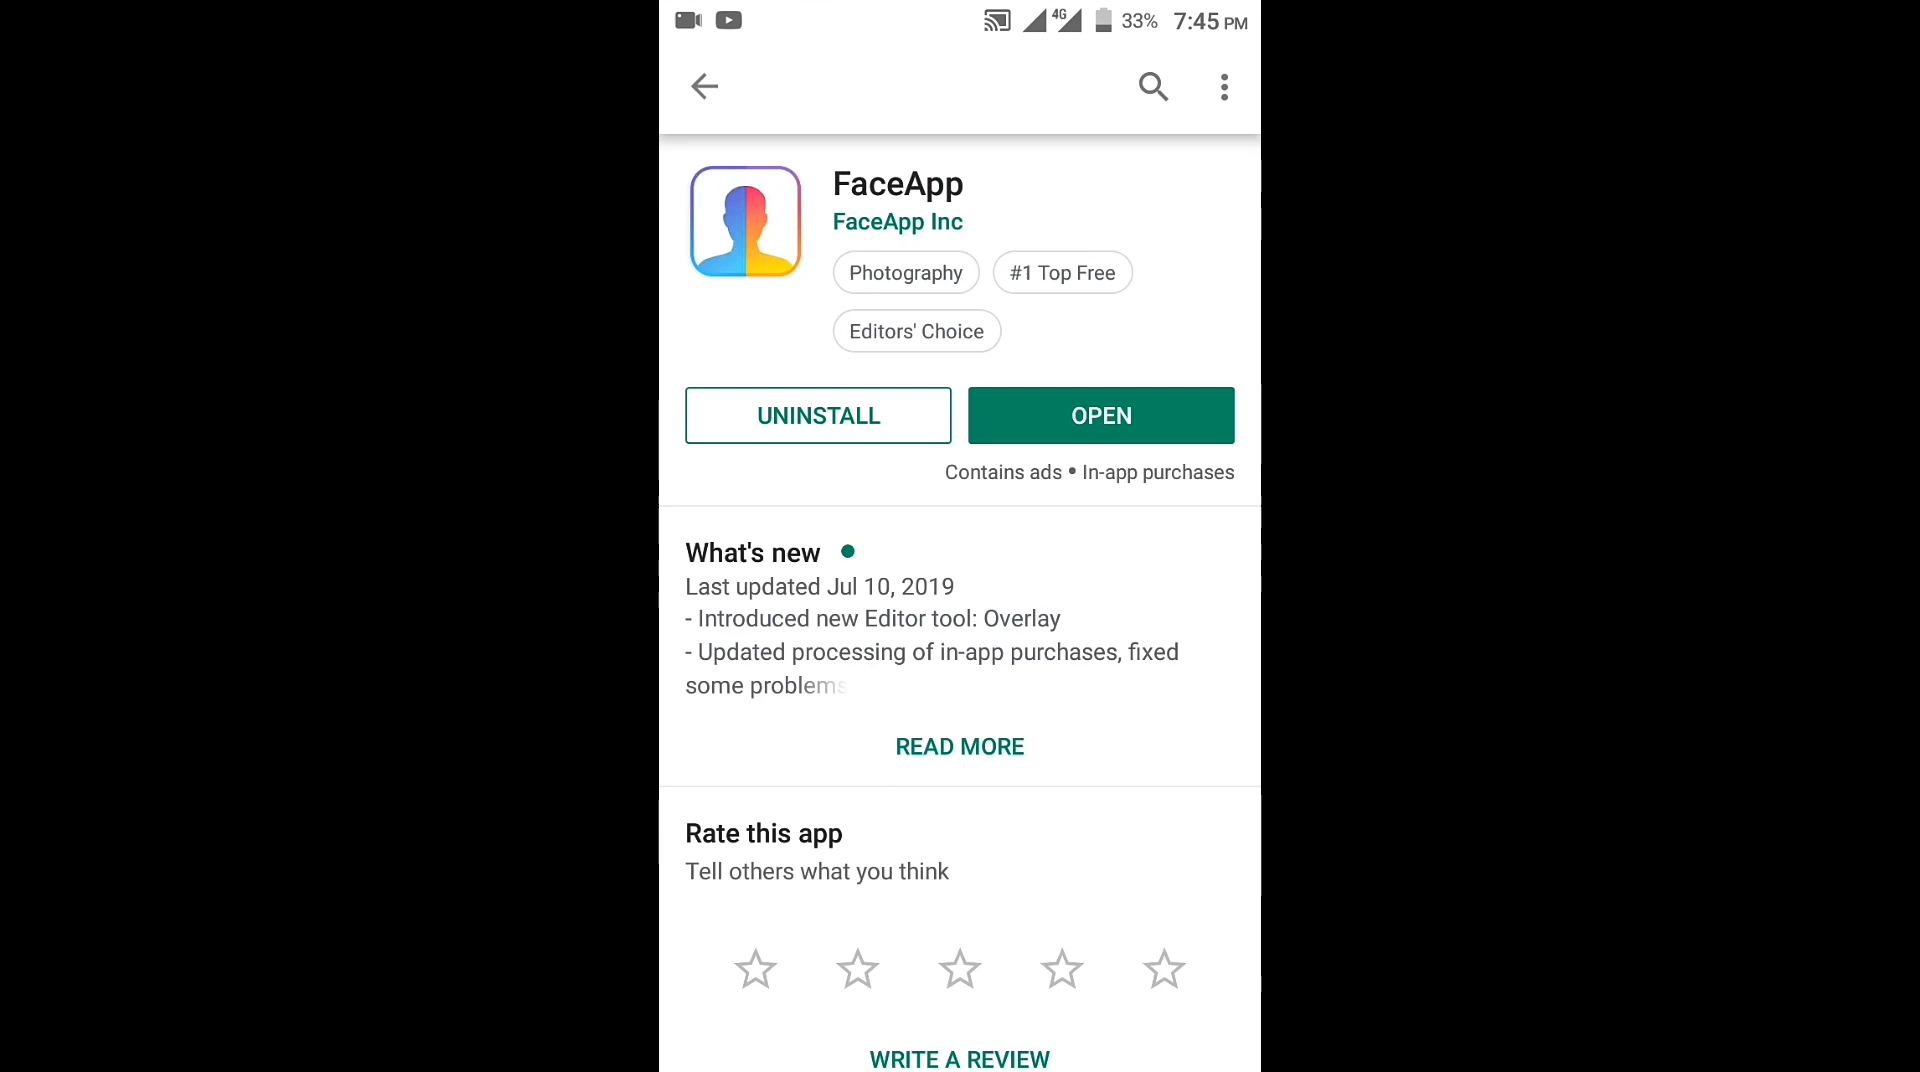 4G 33% 7:45 PM
FaceApp
FaceApp Inc
Photography #1 Top Free
Editors' Choice
UNINSTALL OPEN
Contains ads • In-app purchases
What's new
Last updated Jul 10, 2019
- Introduced new Editor tool: Overlay
- Updated processing of in-app purchases, fixed
some problems
READ MORE
Rate this app
Tell others what you think
WRITE A REVIEW